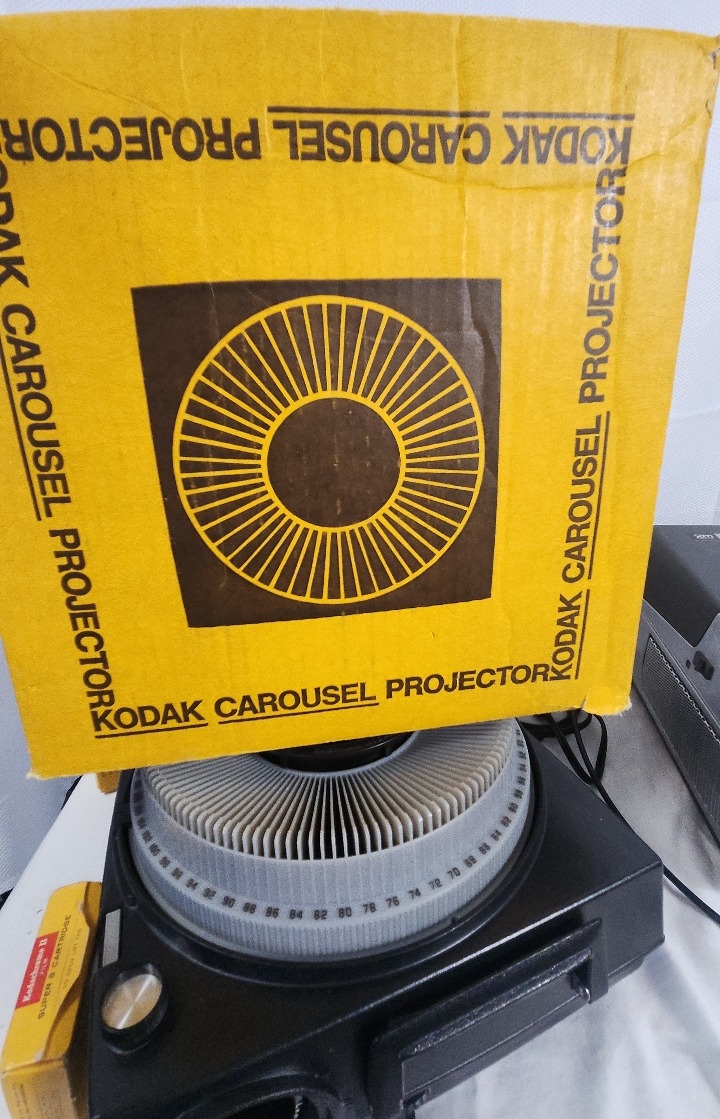 KODAK CAROUSEL PROJECTOR
KODAK CAROUSEL PROJECTOR
KODAK CAROUSEL PROJECTOR
KODAK CAROUSEL PROJECTOR
94 92 90 88 86 84 82 80 78 76 74 72 70 68
Kodachrome II
FILM
SUPER 8 CARTRIDGE